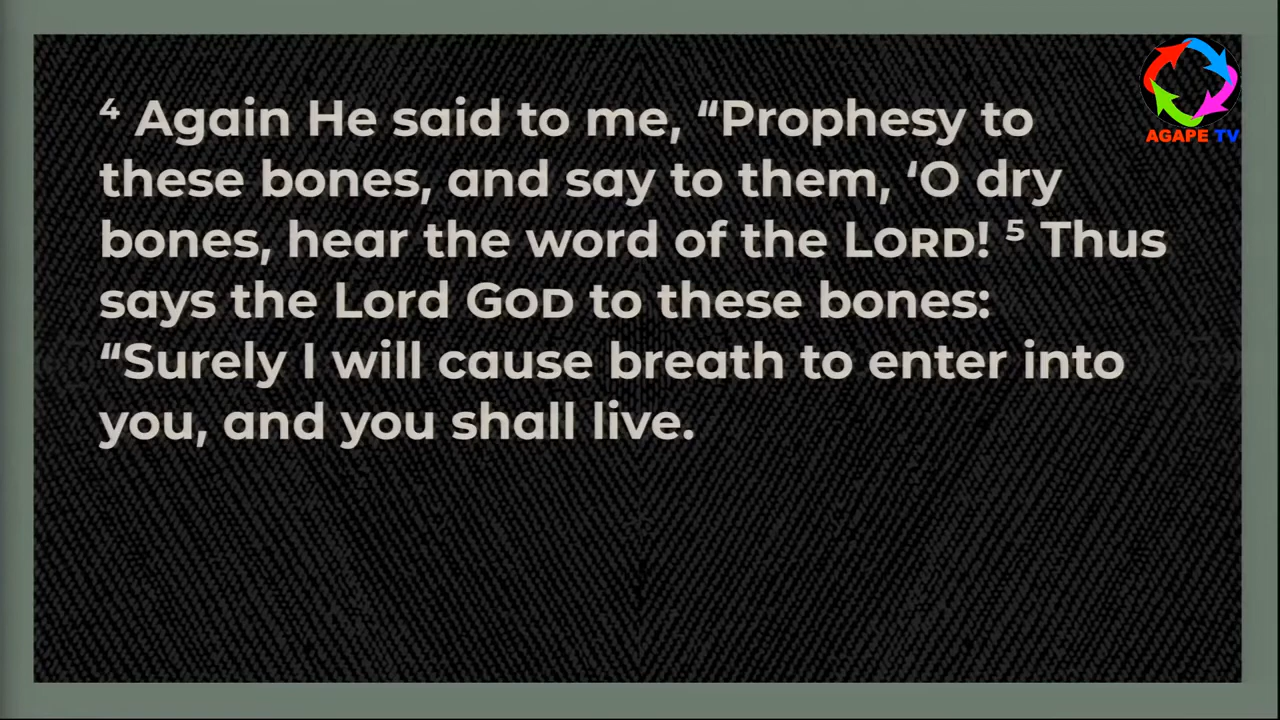 ⁴ Again He said to me, “Prophesy to
these bones, and say to them, ‘O dry
bones, hear the word of the LORD! ⁵ Thus
says the Lord GOD to these bones:
“Surely I will cause breath to enter into
you, and you shall live.
AGAPE TV